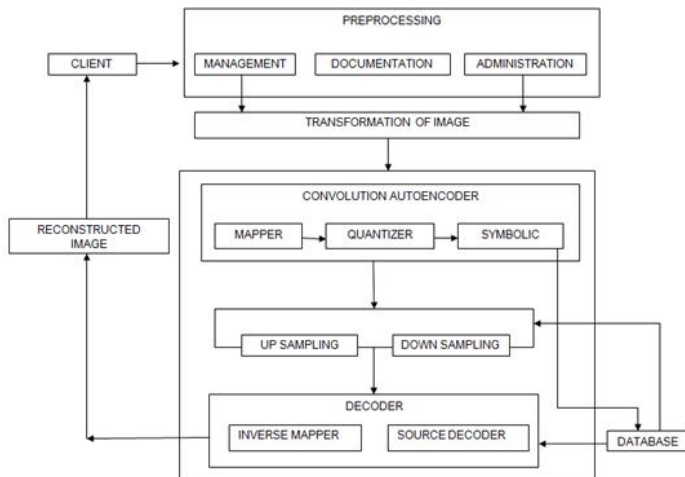 PREPROCESSING
CLIENT
MANAGEMENT
DOCUMENTATION
ADMINISTRATION
TRANSFORMATION OF IMAGE
CONVOLUTION AUTOENCODER
MAPPER
QUANTIZER
SYMBOLIC
RECONSTRUCTED
IMAGE
UP SAMPLING
DOWN SAMPLING
DECODER
INVERSE MAPPER
SOURCE DECODER
DATABASE